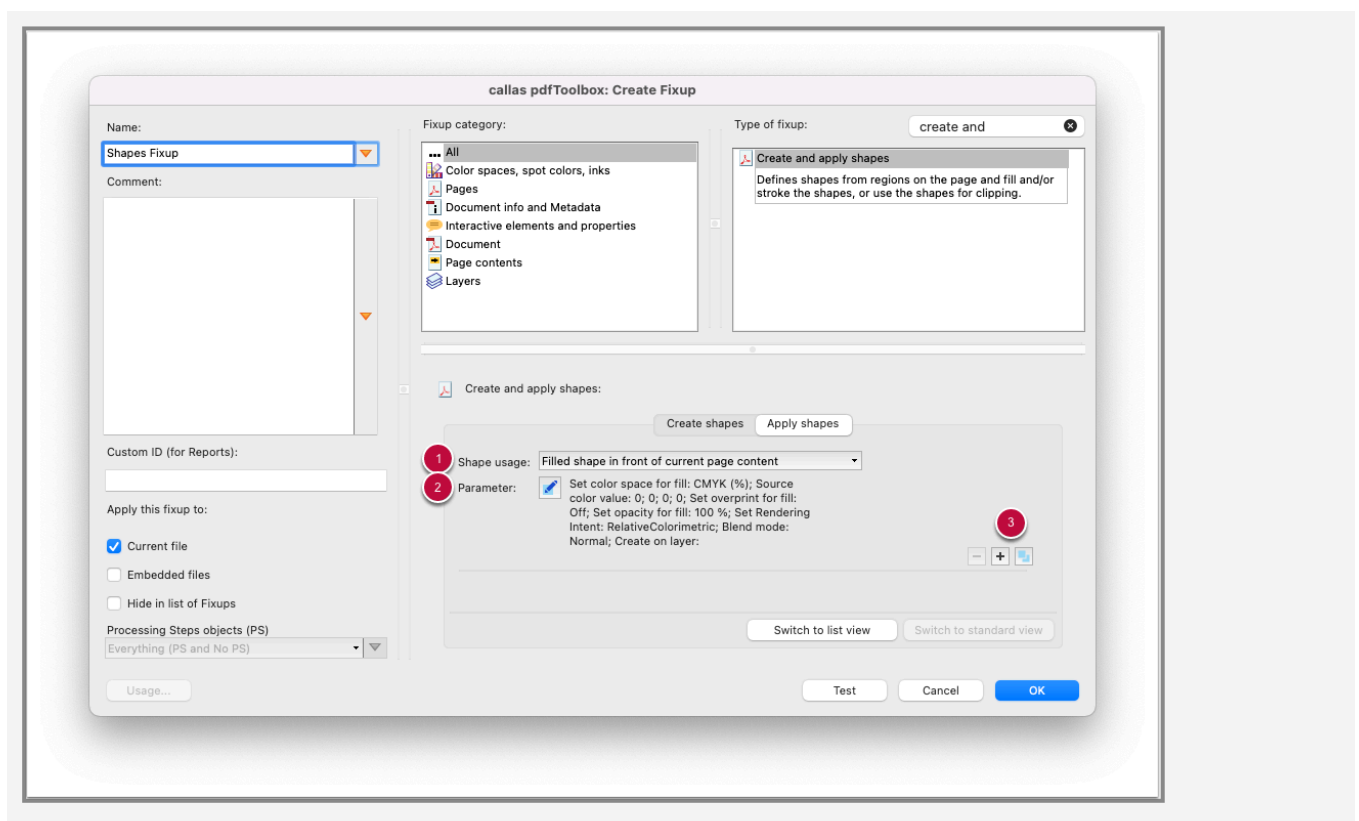 callas pdfToolbox: Create Fixup
Name:
Shapes Fixup
Comment:
Custom ID (for Reports):
Apply this fixup to:
Current file
Embedded files
Hide in list of Fixups
Processing Steps objects (PS)
Everything (PS and No PS)
Usage...
Fixup category:
All
Color spaces, spot colors, inks
Pages
Document info and Metadata
Interactive elements and properties
Document
Page contents
Layers
Type of fixup:
create and
Create and apply shapes
Defines shapes from regions on the page and fill and/or
stroke the shapes, or use the shapes for clipping.
Create and apply shapes:
Create shapes
Apply shapes
1
Shape usage:
Filled shape in front of current page content
2
Parameter:
Set color space for fill: CMYK (%); Source
color value: 0; 0; 0; 0; Set overprint for fill:
Off; Set opacity for fill: 100 %; Set Rendering
Intent: RelativeColorimetric; Blend mode:
Normal; Create on layer:
3
Switch to list view
Switch to standard view
Test
Cancel
OK